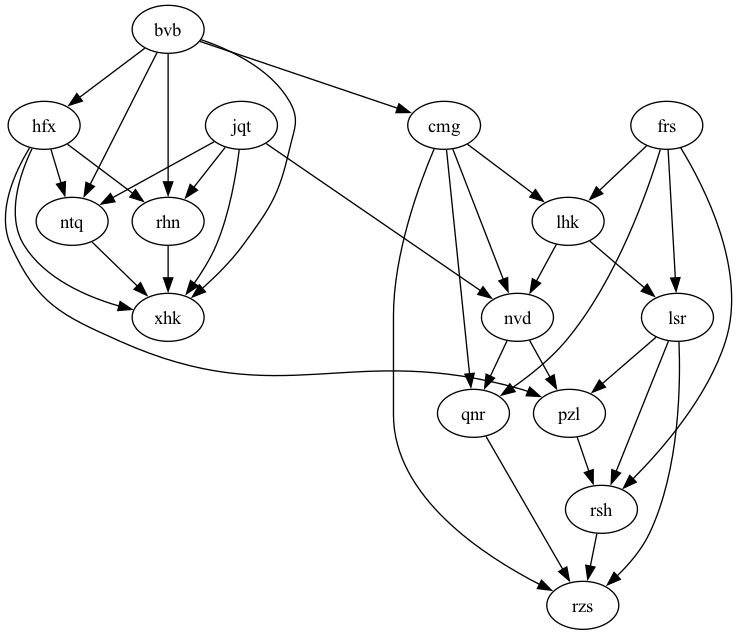 bvb
hfx jqt cmg frs
ntq rhn lhk
xhk nvd lsr
qnr pzl
rsh
rzs